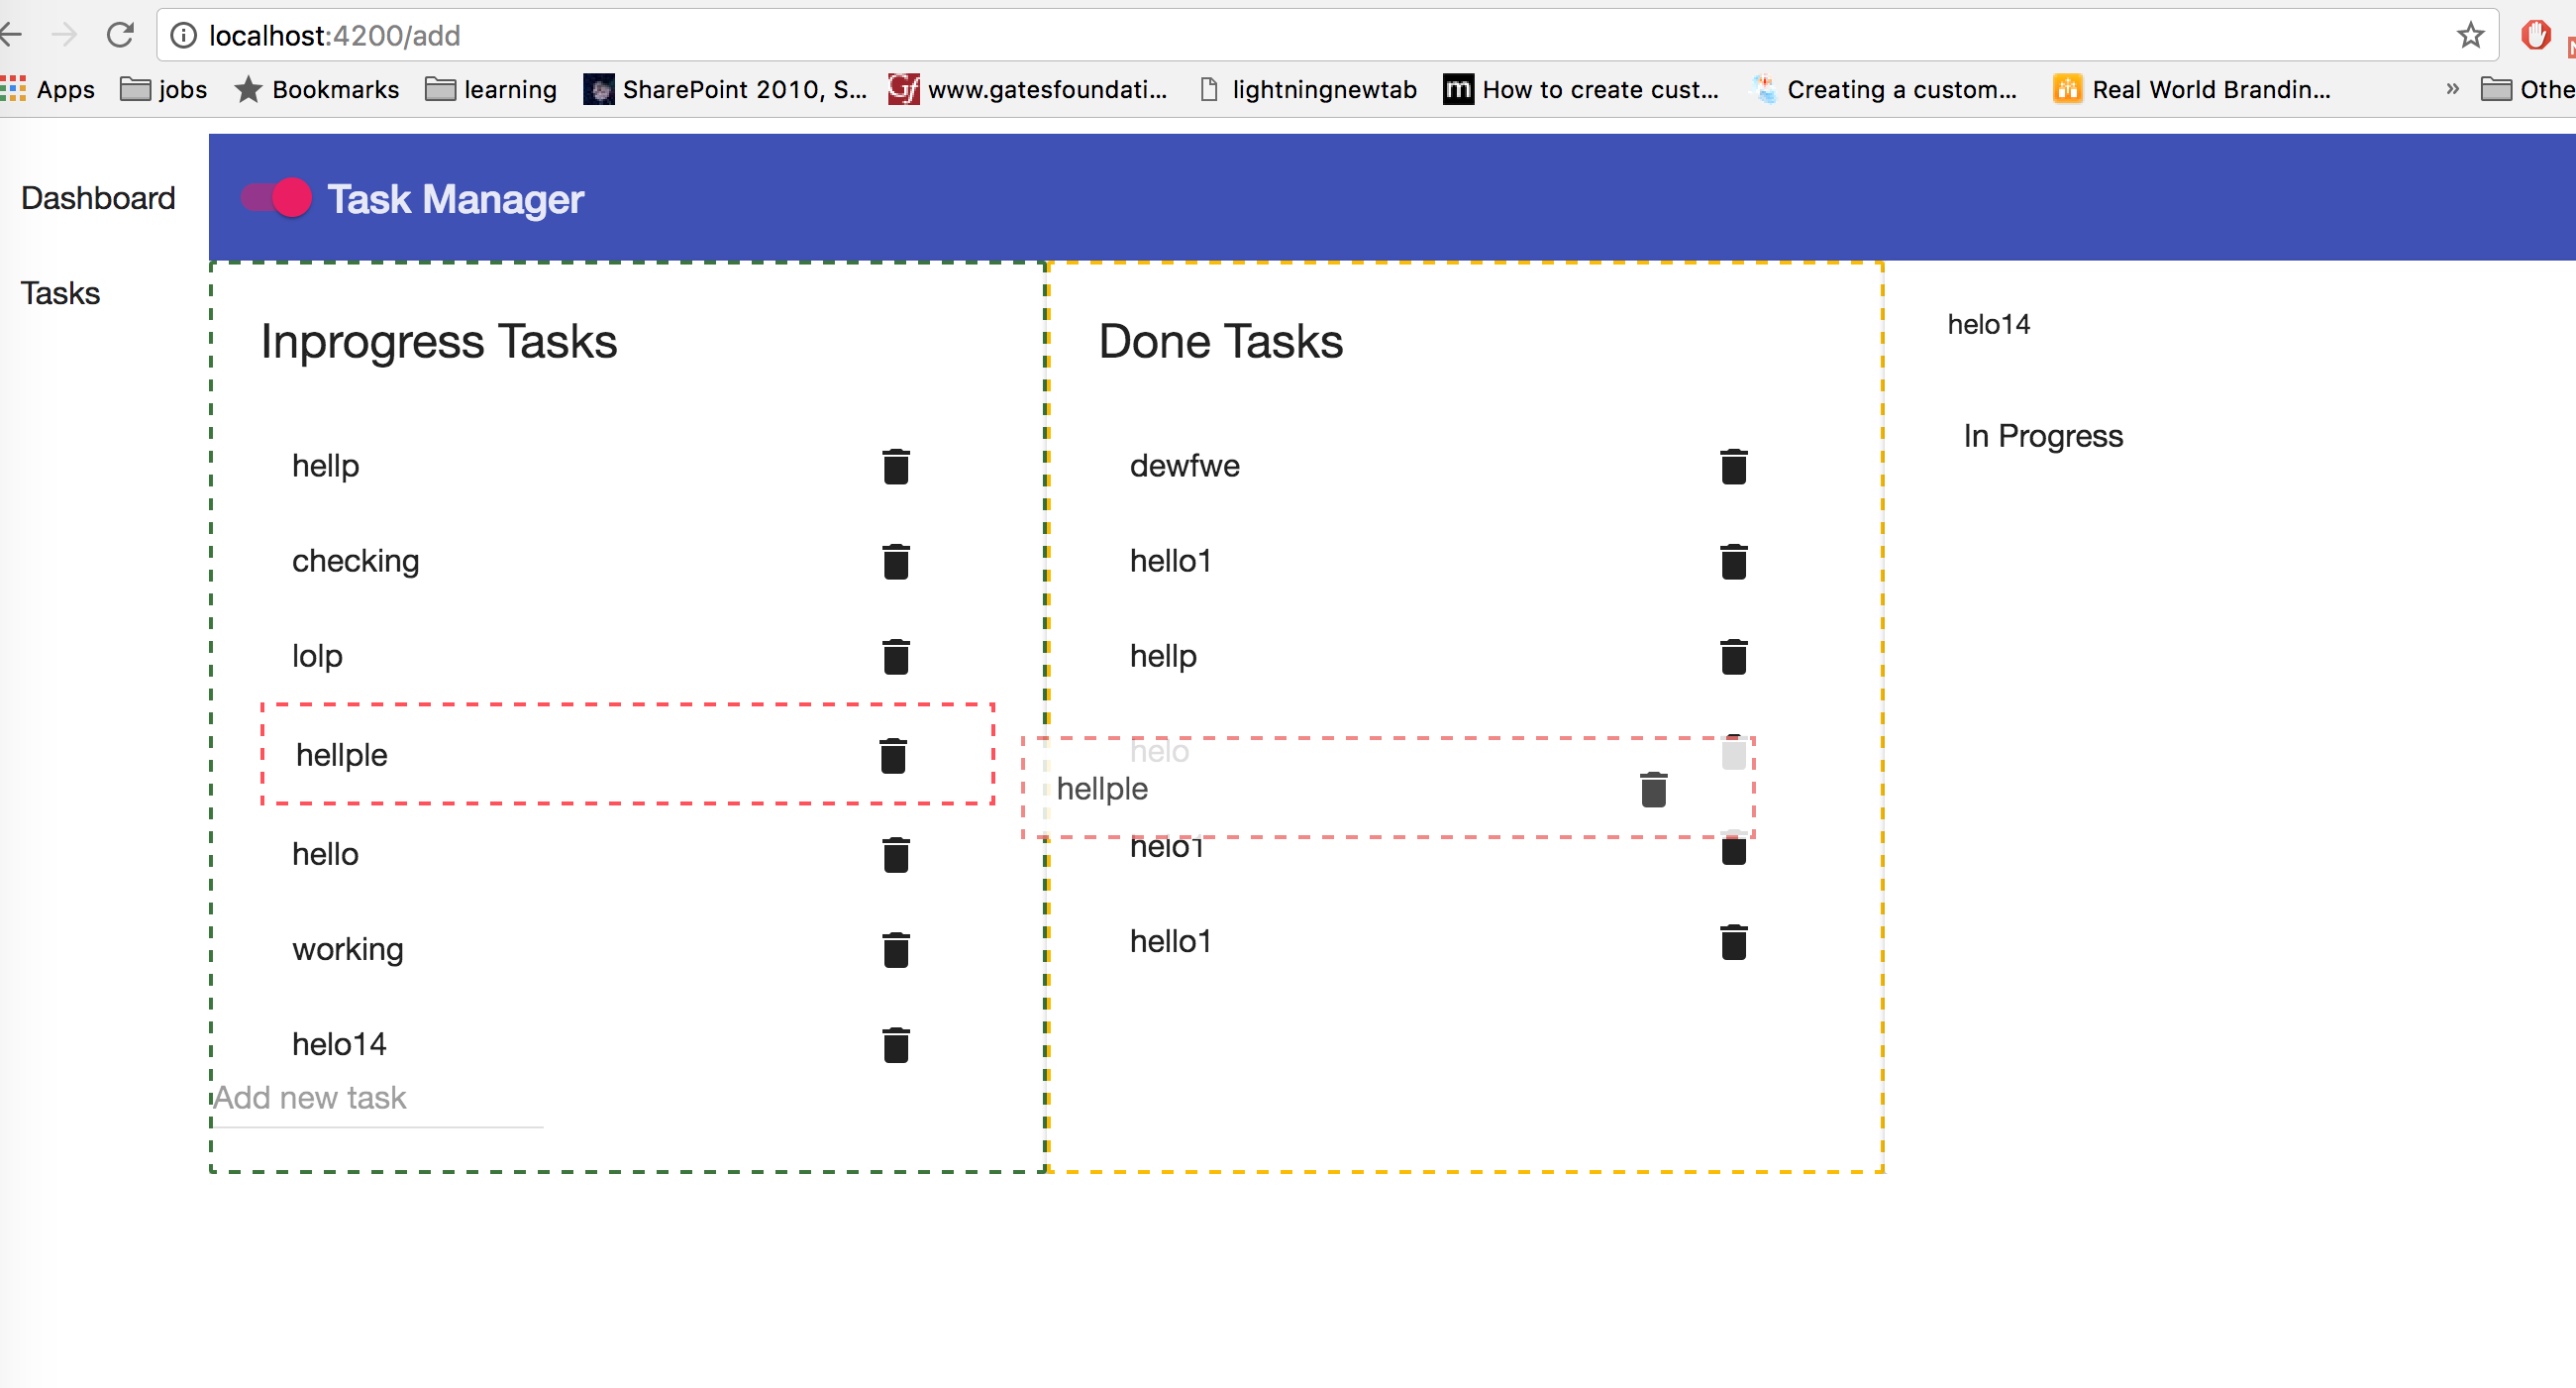 localhost:4200/add
Apps jobs Bookmarks learning SharePoint 2010, S... Gf www.gatesfoundati... lightningnewtab m How to create cust... Creating a custom... Real World Brandin... » Othe
Dashboard
Tasks
Task Manager
Inprogress Tasks
hellp
checking
lolp
hellple
hello
working
helo14
Add new task
Done Tasks
dewfwe
hello1
hellp
helo
hellple
helo1
hello1
helo14
In Progress